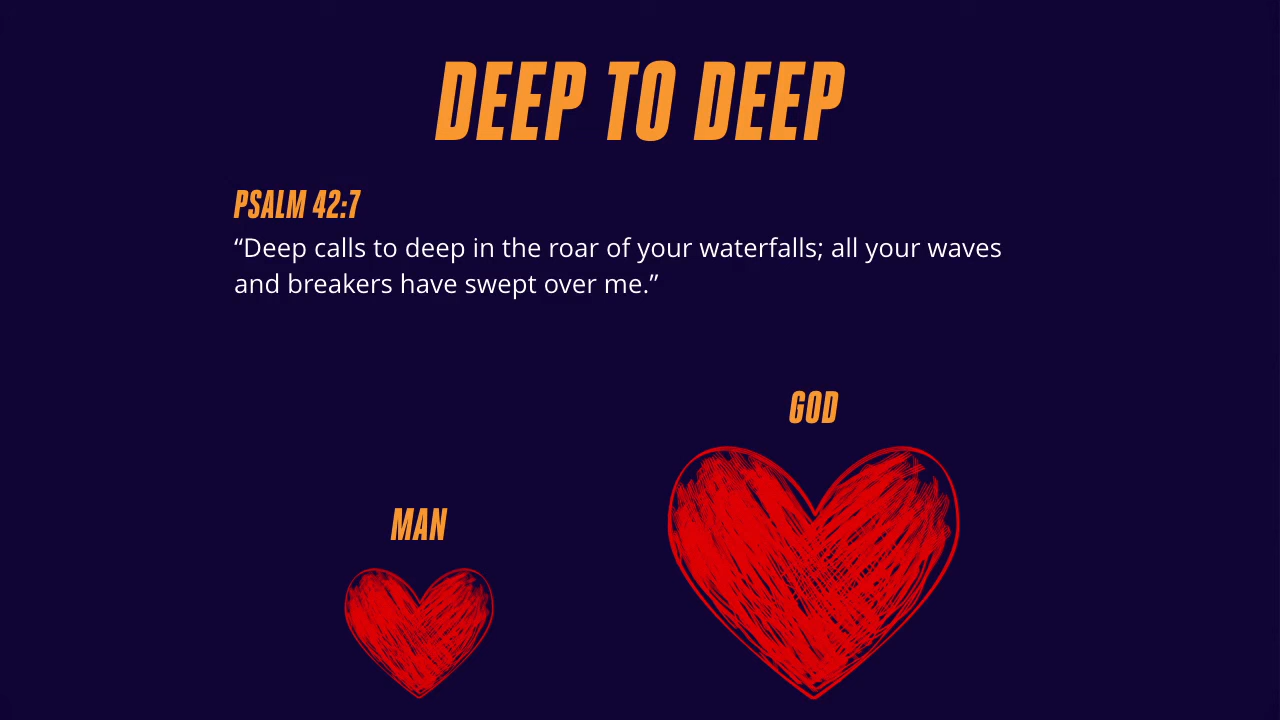 DEEP TO DEEP
PSALM 42:7
“Deep calls to deep in the roar of your waterfalls; all your waves
and breakers have swept over me.”
GOD
MAN